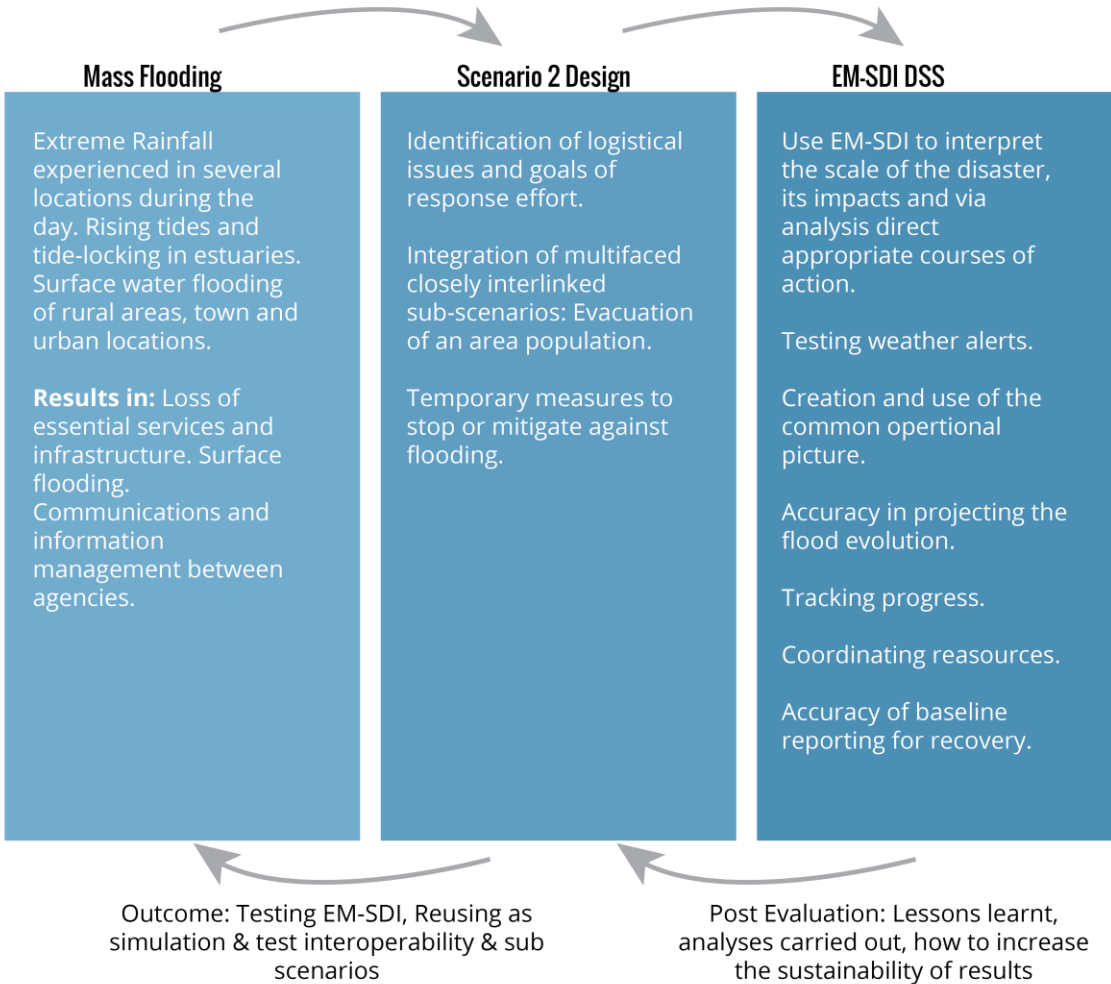 Mass Flooding
Extreme Rainfall
experienced in several
locations during the
day. Rising tides and
tide-locking in estuaries.
Surface water flooding
of rural areas, town and
urban locations.
Results in: Loss of
essential services and
infrastructure. Surface
flooding.
Communications and
information
management between
agencies.
Scenario 2 Design
Identification of logistical
issues and goals of
response effort.
Integration of multifaced
closely interlinked
sub-scenarios: Evacuation
of an area population.
Temporary measures to
stop or mitigate against
flooding.
EM-SDI DSS
Use EM-SDI to interpret
the scale of the disaster,
its impacts and via
analysis direct
appropriate courses of
action.
Testing weather alerts.
Creation and use of the
common opertional
picture.
Accuracy in projecting the
flood evolution.
Tracking progress.
Coordinating reasources.
Accuracy of baseline
reporting for recovery.
Outcome: Testing EM-SDI, Reusing as
simulation & test interoperability & sub
scenarios
Post Evaluation: Lessons learnt,
analyses carried out, how to increase
the sustainability of results